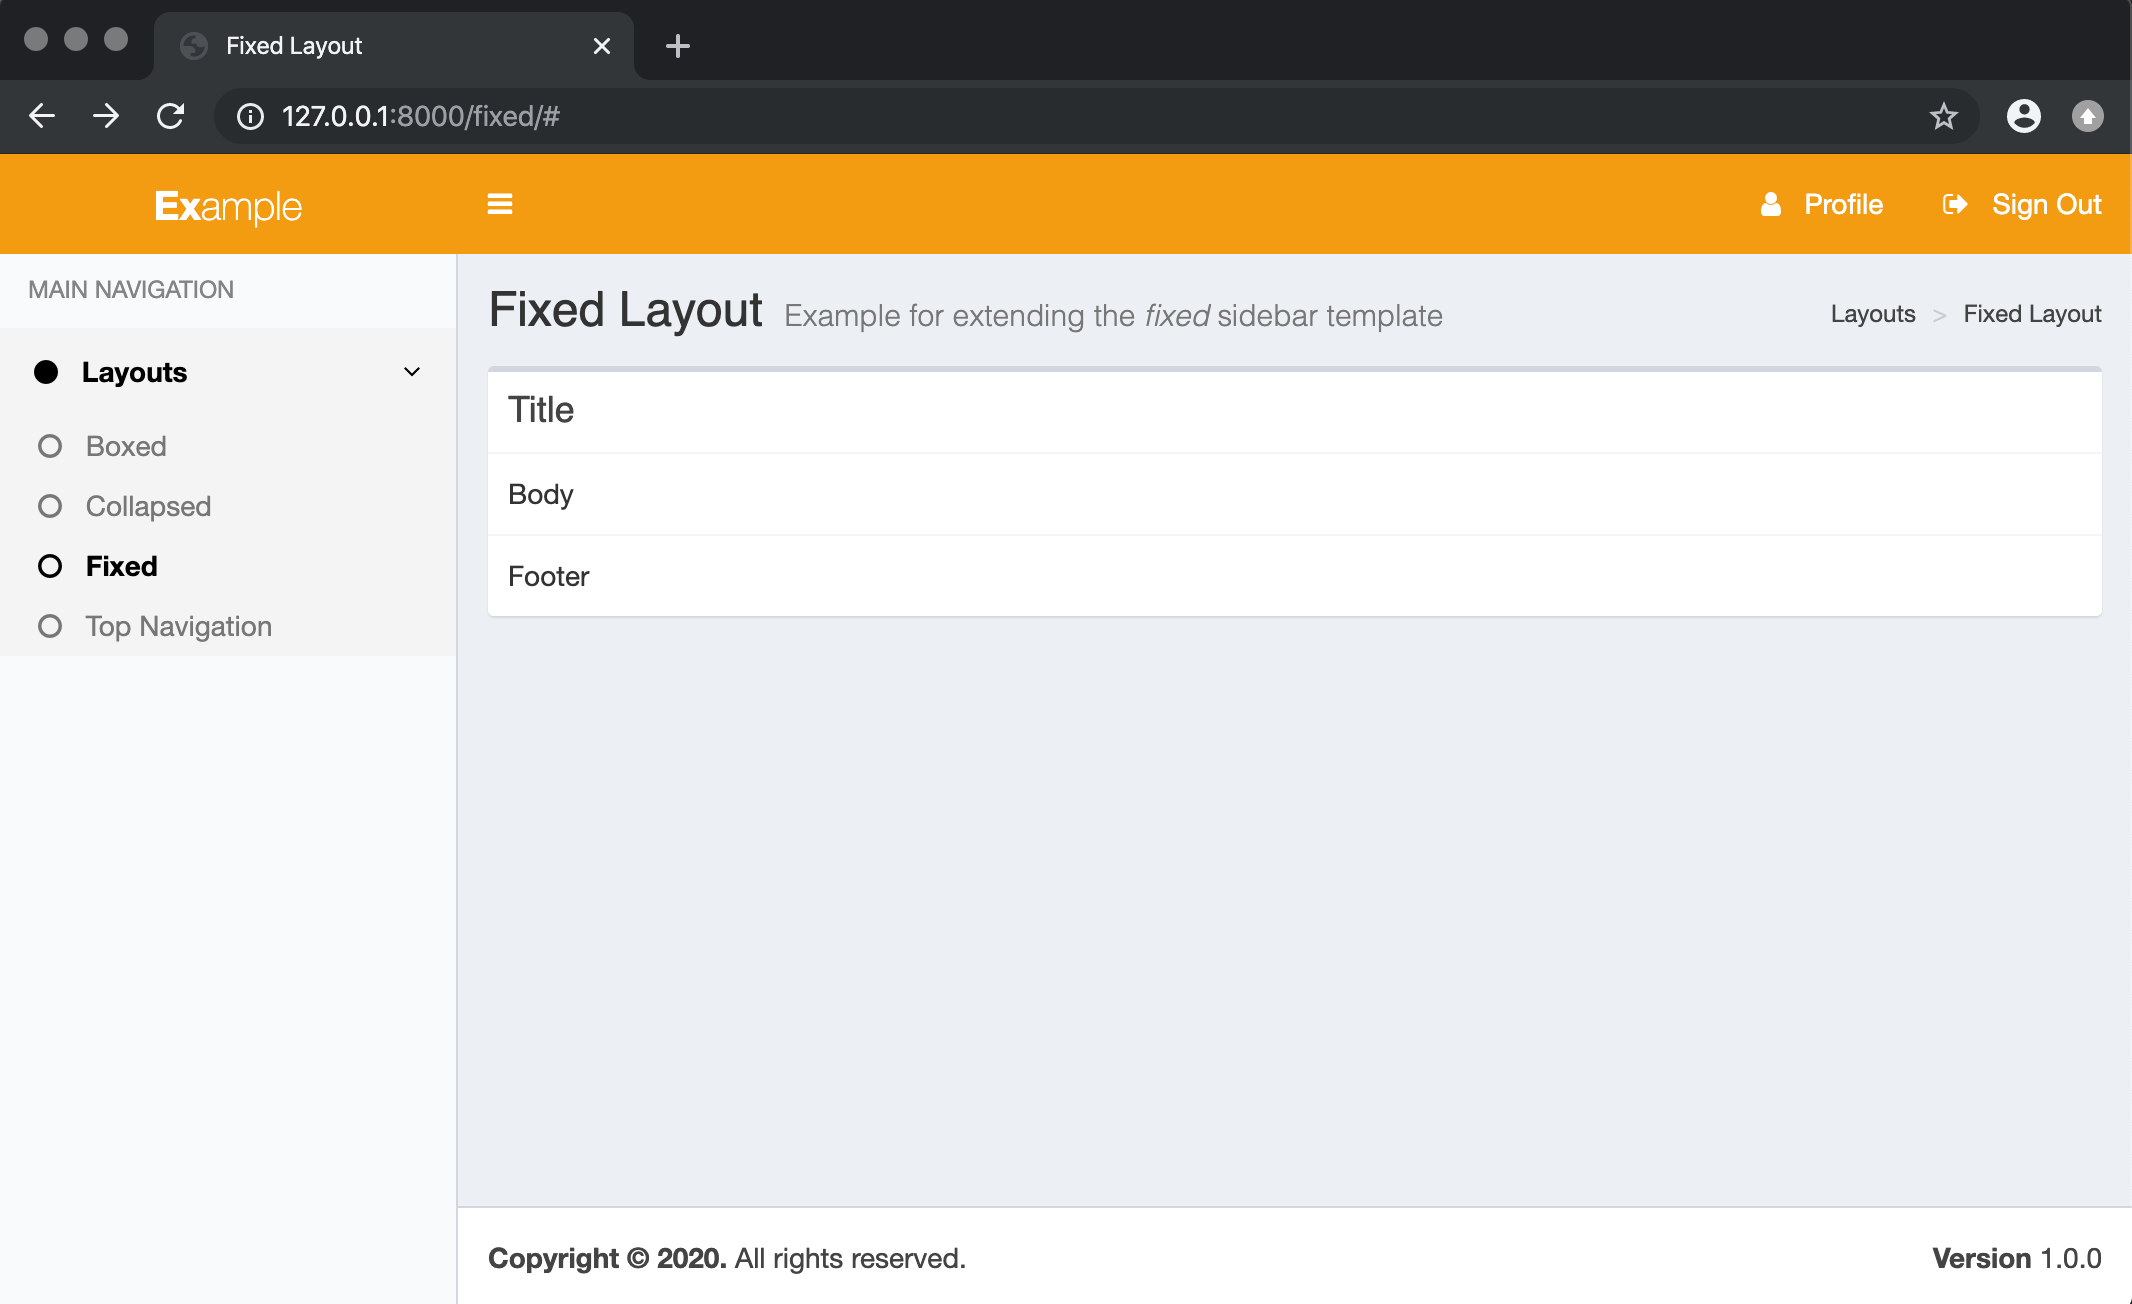 Fixed Layout
127.0.0.1:8000/fixed/#
Example
Profile
Sign Out
MAIN NAVIGATION
Layouts
Boxed
Collapsed
Fixed
Top Navigation
Fixed Layout Example for extending the fixed sidebar template
Layouts > Fixed Layout
Title
Body
Footer
Copyright © 2020. All rights reserved.
Version 1.0.0